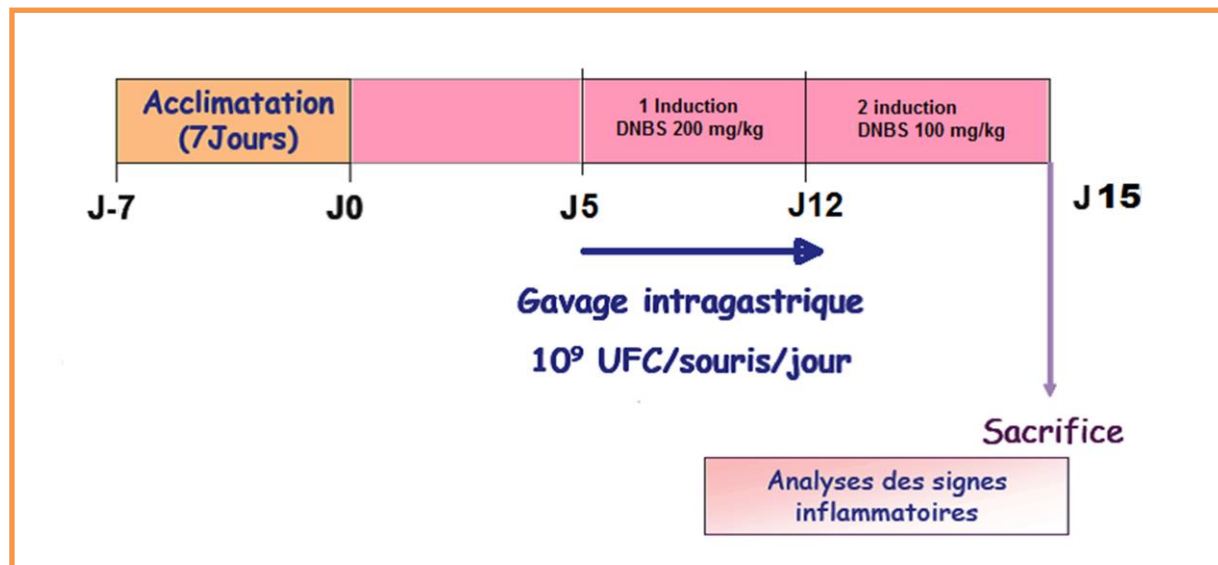 Acclimatation
(7Jours)
1 Induction
DNBS 200 mg/kg
2 induction
DNBS 100 mg/kg
J-7
J0
J5
J12
J 15
Gavage intragastrique
10⁹ UFC/souris/jour
Sacrifice
Analyses des signes
inflammatoires